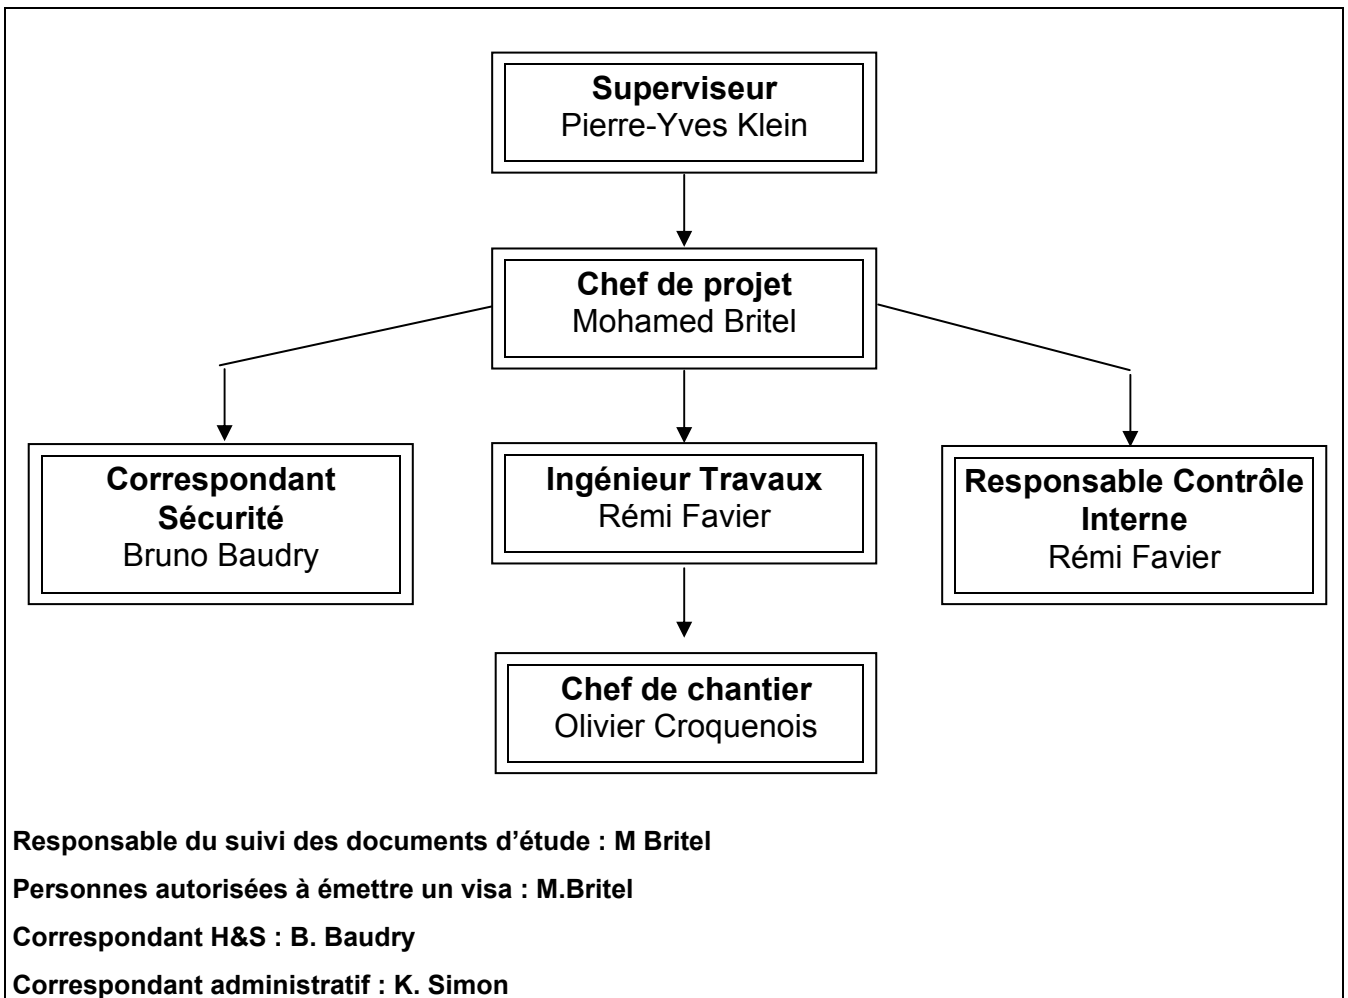 Superviseur
Pierre-Yves Klein
Chef de projet
Mohamed Britel
Correspondant
Sécurité
Bruno Baudry
Ingénieur Travaux
Rémi Favier
Responsable Contrôle
Interne
Rémi Favier
Chef de chantier
Olivier Croquenois
Responsable du suivi des documents d’étude : M Britel
Personnes autorisées à émettre un visa : M.Britel
Correspondant H&S : B. Baudry
Correspondant administratif : K. Simon